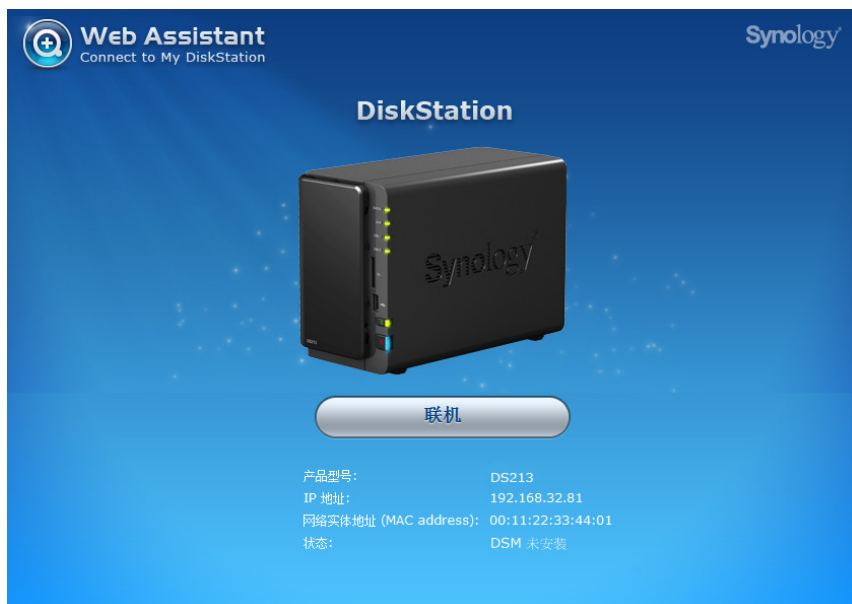 Web Assistant
Connect to My DiskStation
Synology
DiskStation
Synology
联机
产品型号: DS213
IP 地址: 192.168.32.81
网络实体地址 (MAC address): 00:11:22:33:44:01
状态: DSM 未安装